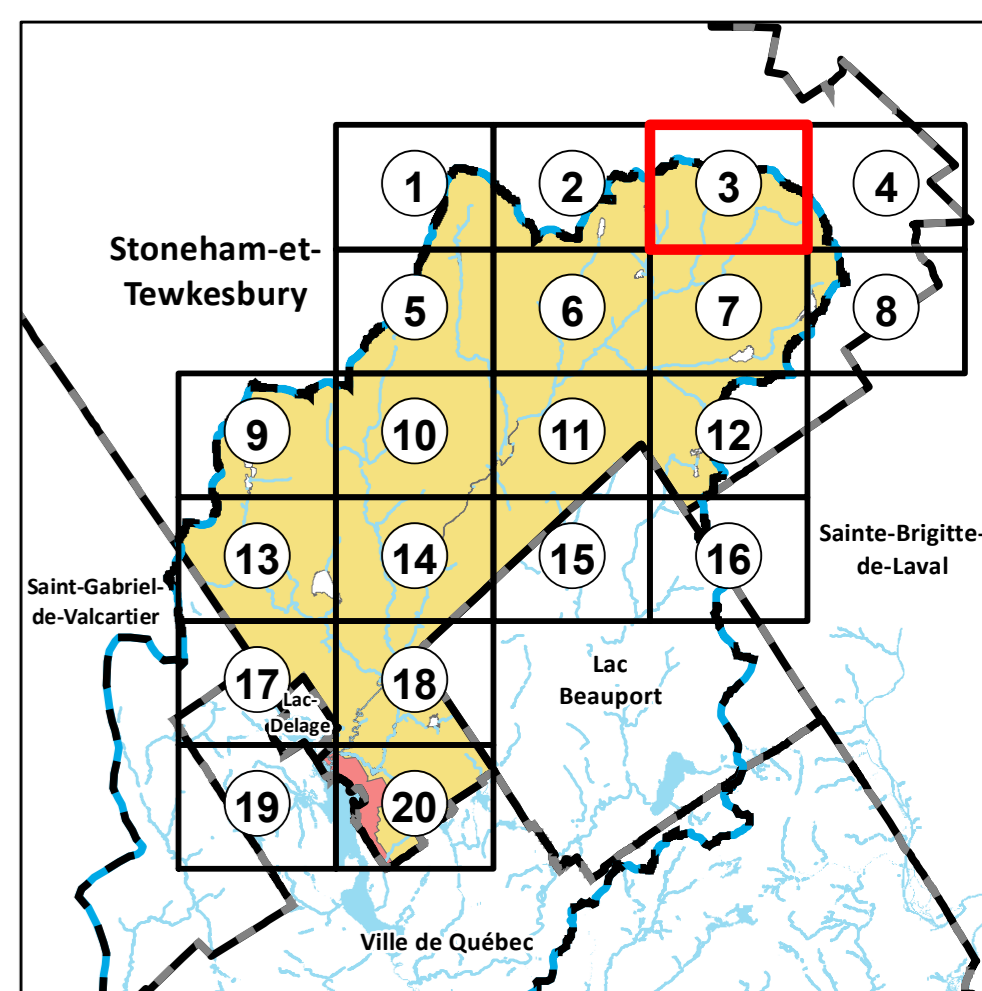 1
2
3
4
Stoneham-et-
Tewkesbury
5
6
7
8
9
10
11
12
13
14
15
16
Sainte-Brigitte-
de-Laval
Saint-Gabriel-
de-Valcartier
17
18
Lac-
Delage
Lac
Beauport
19
20
Ville de Québec